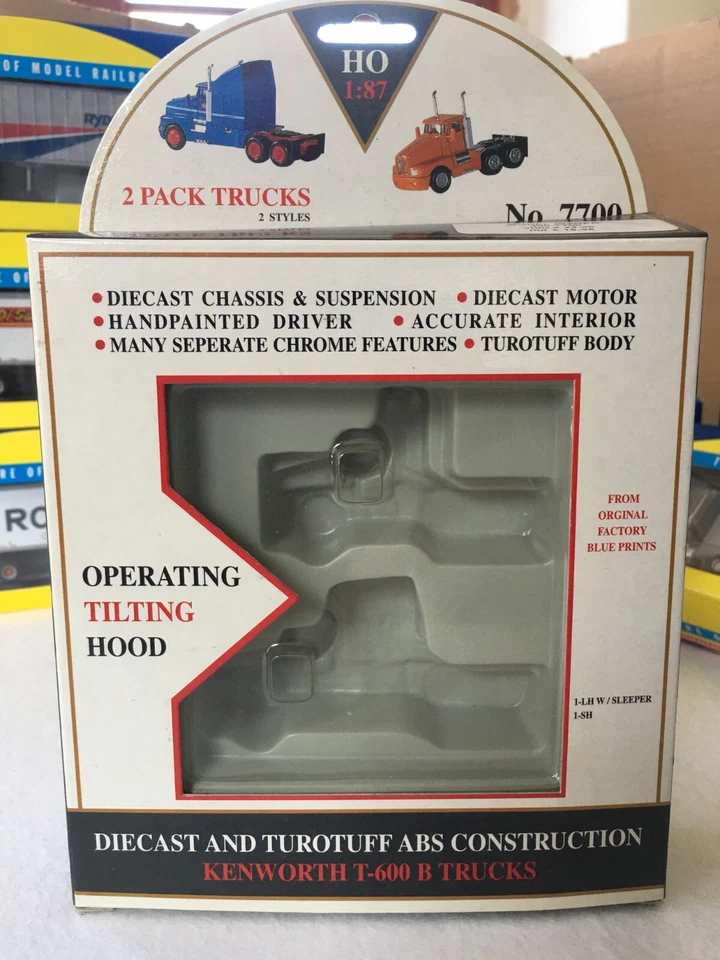 HO
1:87
2 PACK TRUCKS
2 STYLES
No. 7700
• DIECAST CHASSIS & SUSPENSION • DIECAST MOTOR
• HANDPAINTED DRIVER • ACCURATE INTERIOR
• MANY SEPERATE CHROME FEATURES • TUROTUFF BODY
OPERATING
TILTING
HOOD
FROM
ORGINAL
FACTORY
BLUE PRINTS
1-LH W / SLEEPER
1-SH
DIECAST AND TUROTUFF ABS CONSTRUCTION
KENWORTH T-600 B TRUCKS
OF MODEL
RE OF